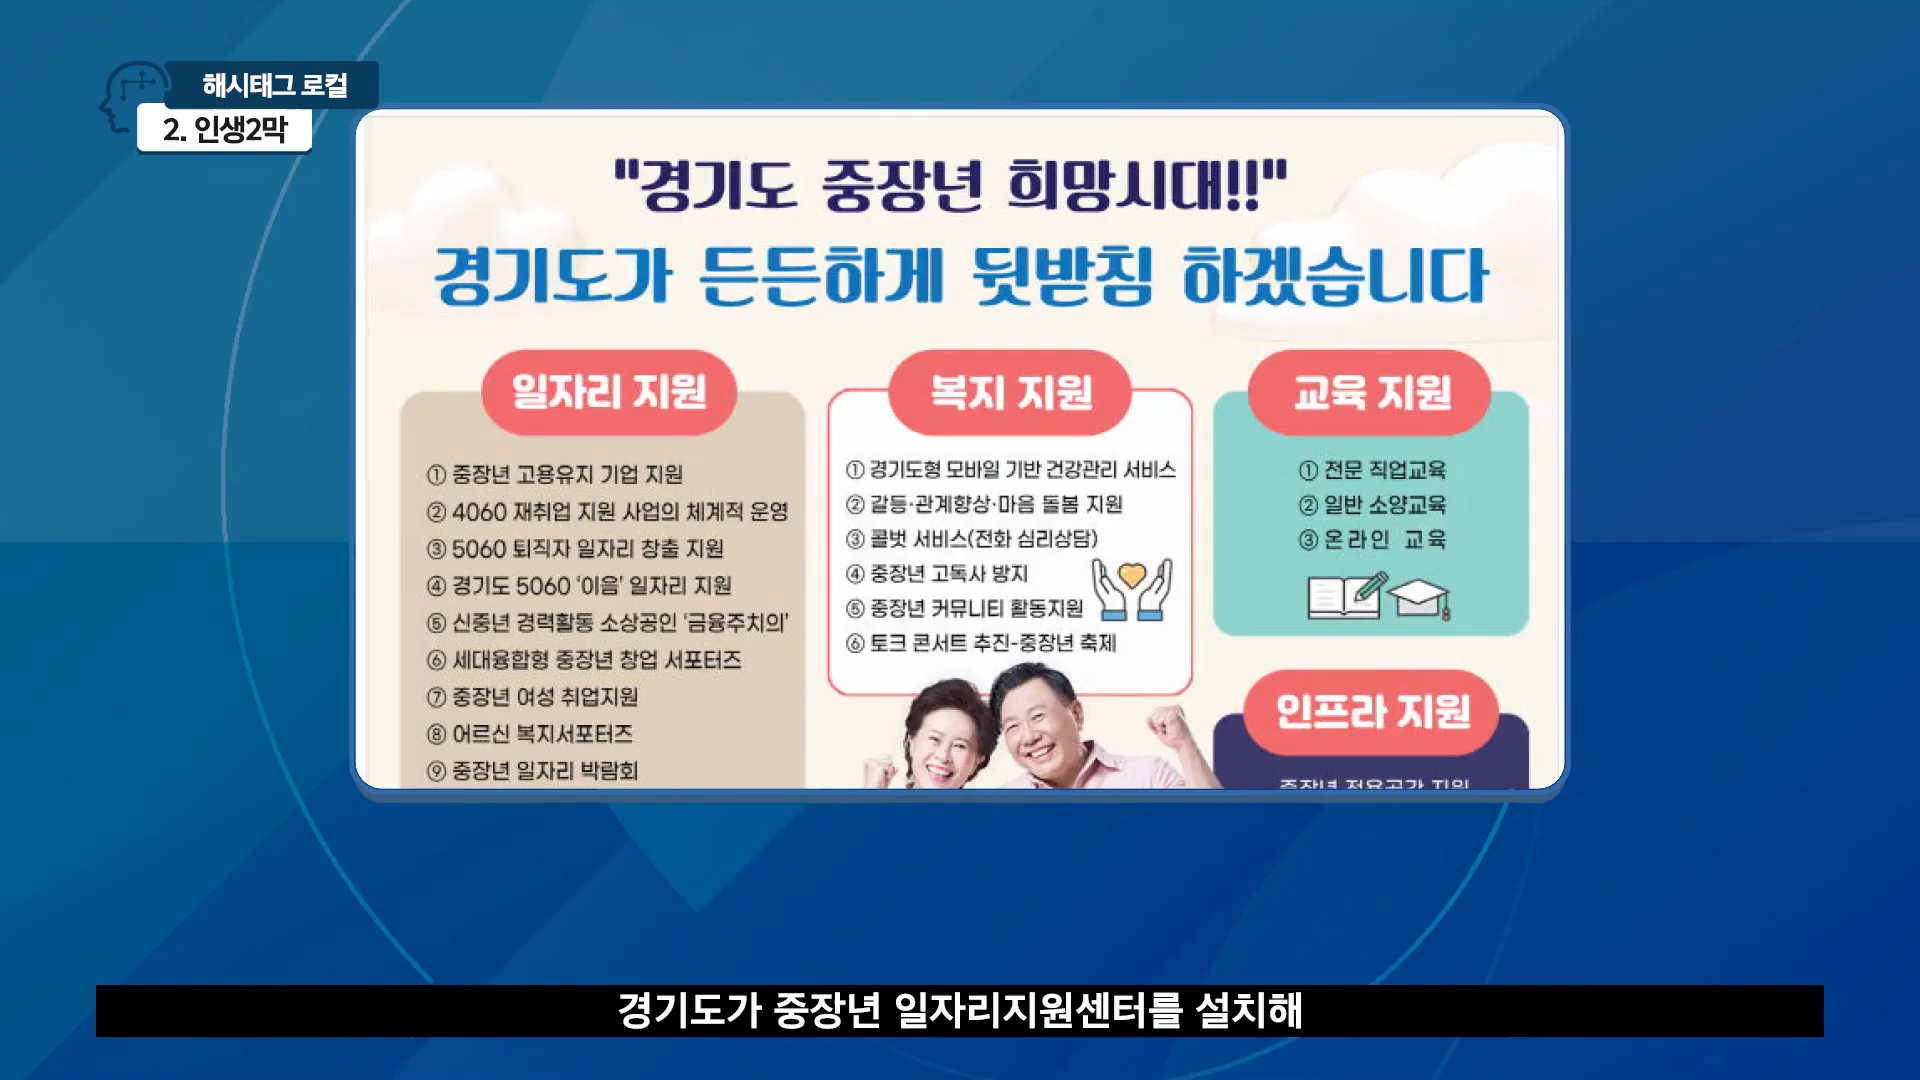 해시태그 로컬
2. 인생2막
"경기도 중장년 희망시대!!"
경기도가 든든하게 뒷받침 하겠습니다
일자리 지원
① 중장년 고용유지 기업 지원
② 4060 재취업 지원 사업의 체계적 운영
③ 5060 퇴직자 일자리 창출 지원
④ 경기도 5060 ‘이음’ 일자리 지원
⑤ 신중년 경력활동 소상공인 ‘금융주치의’
⑥ 세대융합형 중장년 창업 서포터즈
⑦ 중장년 여성 취업지원
⑧ 어르신 복지서포터즈
⑨ 중장년 일자리 박람회
복지 지원
① 경기도형 모바일 기반 건강관리 서비스
② 갈등·관계향상·마음 돌봄 지원
③ 콜벗 서비스(전화 심리상담)
④ 중장년 고독사 방지
⑤ 중장년 커뮤니티 활동지원
⑥ 토크 콘서트 추진-중장년 축제
교육 지원
① 전문 직업교육
② 일반 소양교육
③ 온라인 교육
인프라 지원
중장년 전용공간 지원
경기도가 중장년 일자리지원센터를 설치해